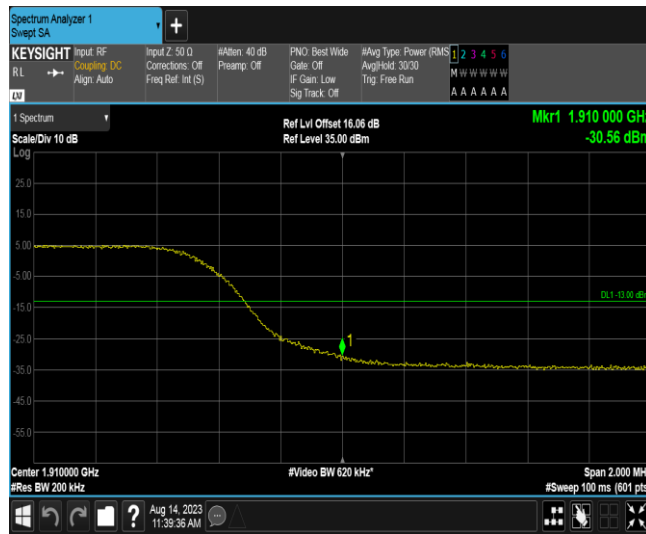 Spectrum Analyzer 1
Swept SA
+
KEYSIGHT
RL
LXI
Input: RF
Coupling: DC
Align: Auto
Input Z: 50 Ω
Corrections: Off
Freq Ref: Int (S)
#Atten: 40 dB
Preamp: Off
PNO: Best Wide
Gate: Off
IF Gain: Low
Sig Track: Off
#Avg Type: Power (RMS
Avg|Hold: 30/30
Trig: Free Run
1 2 3 4 5 6
M W W W W W
A A A A A A
1 Spectrum
Scale/Div 10 dB
Ref Lvl Offset 16.06 dB
Ref Level 35.00 dBm
Mkr1 1.910 000 GHz
-30.56 dBm
Log
25.0
15.0
5.00
-5.00
-15.0
-25.0
-35.0
-45.0
-55.0
DL1 -13.00 dBm
1
Center 1.910000 GHz
#Res BW 200 kHz
#Video BW 620 kHz*
Span 2.000 MH
#Sweep 100 ms (601 pts
?
Aug 14, 2023
11:39:36 AM